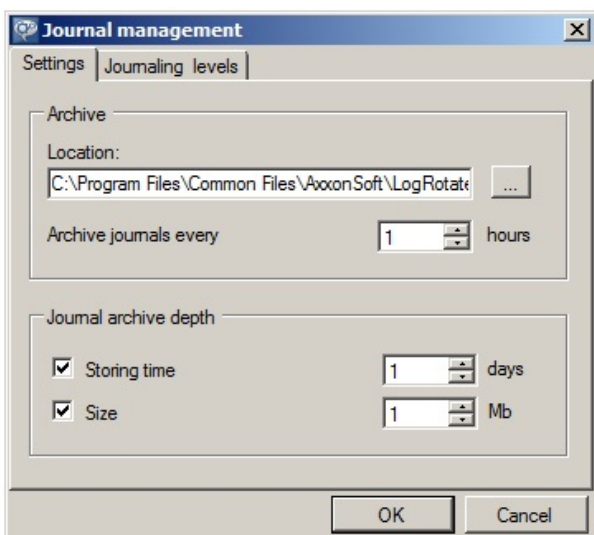 Journal management
Settings Journaling levels
Archive
Location:
C:\Program Files\Common Files\AxxonSoft\LogRotate ...
Archive journals every 1 hours
Journal archive depth
Storing time 1 days
Size 1 Mb
OK Cancel